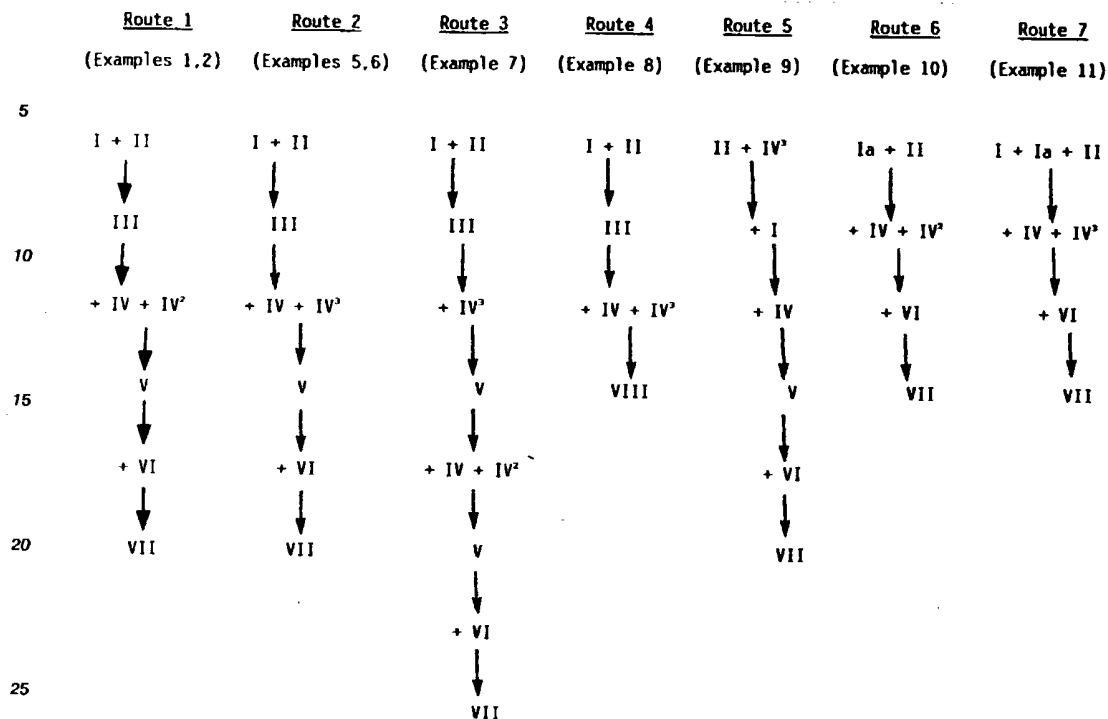 Route 1 Route 2 Route 3 Route 4 Route 5 Route 6 Route 7
(Examples 1,2) (Examples 5,6) (Example 7) (Example 8) (Example 9) (Example 10) (Example 11)
5
I + II I + II I + II I + II II + IV³ Ia + II I + Ia + II
III III III III + I + IV + IV² + IV + IV³
10
+ IV + IV² + IV + IV³ + IV³ + IV + IV³ + IV + VI + VI
V V V VIII V VII VII
15
+ VI + VI + IV + IV² + VI
VII VII V VII
20
+ VI
25
VII